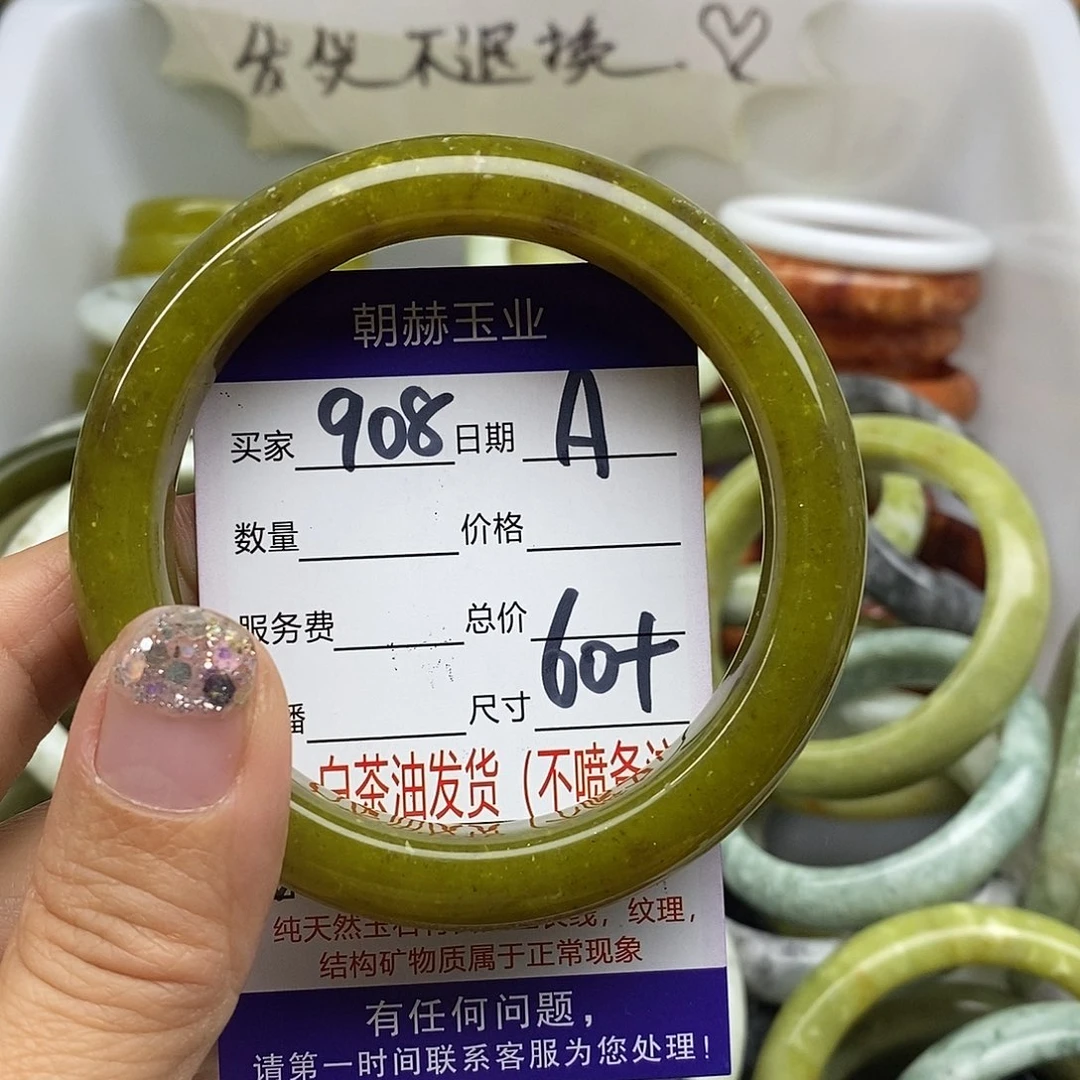 不退换
朝赫玉业
买家 908 日期 A
数量 价格
服务费 总价
播 尺寸 60+
白茶油发货（不喷备注
纯天然玉石 纹理，
结构矿物质属于正常现象
有任何问题，
请第一时间联系客服为您处理！